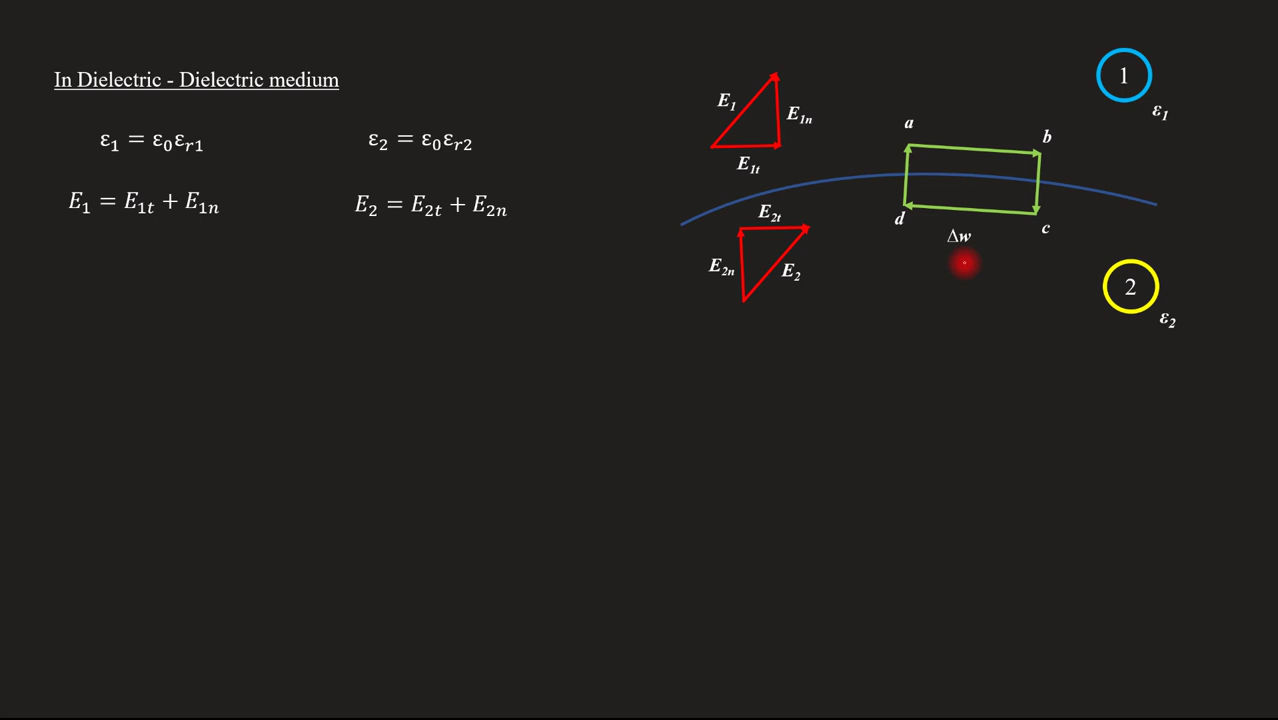 In Dielectric - Dielectric medium
ε₁ = ε₀εᵣ₁
ε₂ = ε₀εᵣ₂
E₁ = E₁ₜ + E₁ₙ
E₂ = E₂ₜ + E₂ₙ
E₁
E₁ₙ
E₁ₜ
E₂ₜ
E₂ₙ
E₂
a
b
d
c
Δw
1
ε₁
2
ε₂